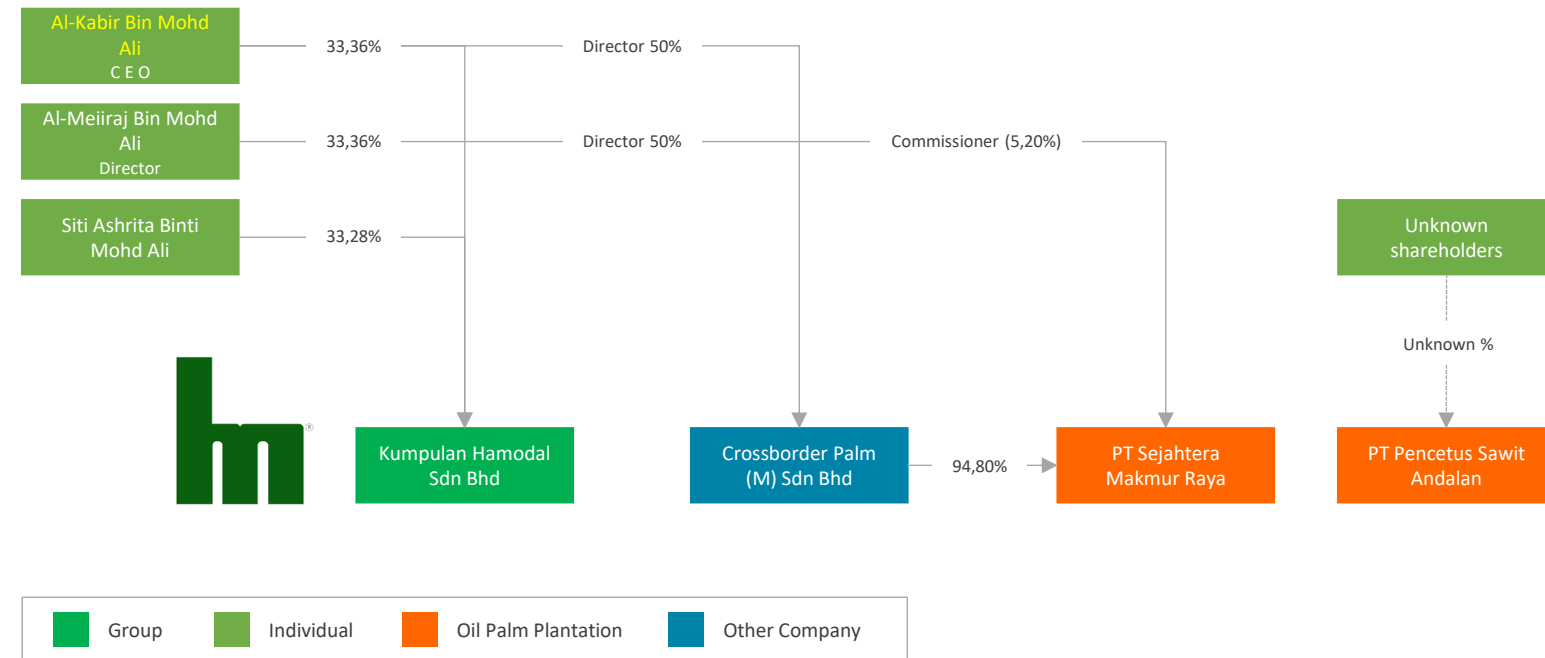 Al-Kabir Bin Mohd
Ali
C E O
33,36%
Director 50%
Al-Meiiraj Bin Mohd
Ali
Director
33,36%
Director 50%
Commissioner (5,20%)
Siti Ashrita Binti
Mohd Ali
33,28%
Unknown
shareholders
Unknown %
hm
®
Kumpulan Hamodal
Sdn Bhd
Crossborder Palm
(M) Sdn Bhd
94,80%
PT Sejahtera
Makmur Raya
PT Pencetus Sawit
Andalan
Group
Individual
Oil Palm Plantation
Other Company